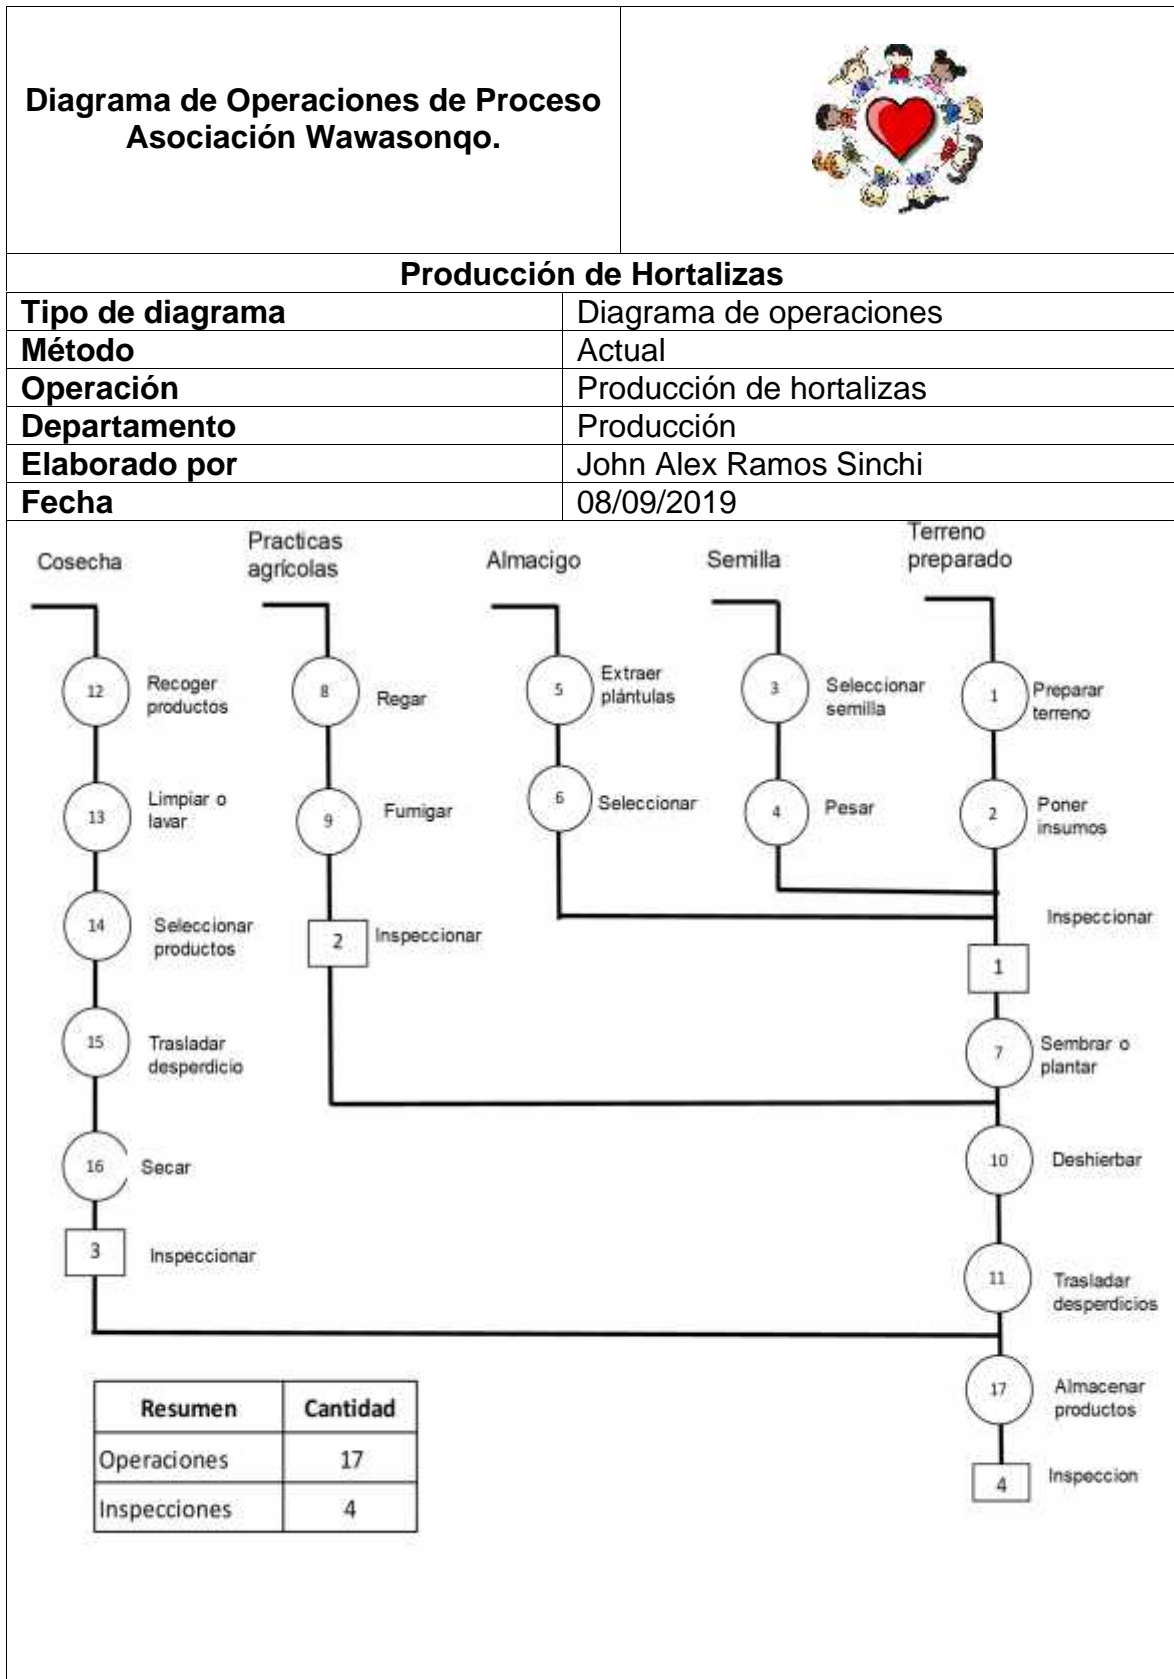 Diagrama de Operaciones de Proceso
Asociación Wawasonqo.
Producción de Hortalizas
Tipo de diagrama Diagrama de operaciones
Método Actual
Operación Producción de hortalizas
Departamento Producción
Elaborado por John Alex Ramos Sinchi
Fecha 08/09/2019
Cosecha
Practicas
agrícolas
Almacigo
Semilla
Terreno
preparado
12
Recoger
productos
13
Limpiar o
lavar
14
Seleccionar
productos
15
Trasladar
desperdicio
16
Secar
3
Inspeccionar
8
Regar
9
Fumigar
2
Inspeccionar
5
Extraer
plántulas
6
Seleccionar
3
Seleccionar
semilla
4
Pesar
1
Preparar
terreno
2
Poner
insumos
Inspeccionar
1
7
Sembrar o
plantar
10
Deshierbar
11
Trasladar
desperdicios
17
Almacenar
productos
4
Inspeccion
Resumen Cantidad
Operaciones 17
Inspecciones 4